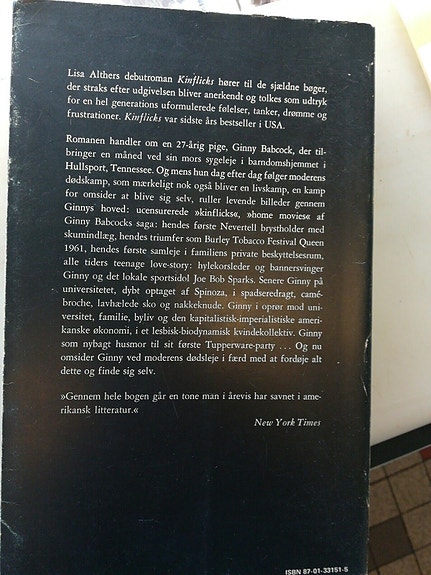 Lisa Althers debutroman Kinflicks hører til de sjældne bøger,
der straks efter udgivelsen bliver anerkendt og tolkes som udtryk
for en hel generations uformulerede følelser, tanker, drømme og
frustrationer. Kinflicks var sidste års bestseller i USA.
Romanen handler om en 27-årig pige, Ginny Babcock, der til-
bringer en måned ved sin mors sygeleje i barndomshjemmet i
Hullsport, Tennessee. Og mens hun dag efter dag følger moderens
dødskamp, som mærkeligt nok også bliver en livskamp, en kamp
for omsider at blive sig selv, ruller levende billeder gennem
Ginnys hoved: ucensurerede »kinflicks«, »home movies« af
Ginny Babcocks saga: hendes første Nevertell brystholder med
skumindlæg, hendes triumfer som Burley Tobacco Festival Queen
1961, hendes første samleje i familiens private beskyttelsesrum,
alle tiders teenage love-story: hylekorsleder og bannersvinger
Ginny og det lokale sportsidol Joe Bob Sparks. Senere Ginny på
universitetet, dybt optaget af Spinoza, i spadseredragt, camé-
broche, lavhælede sko og nakkeknude. Ginny i oprør mod uni-
versitet, familie, byliv og den kapitalistisk-imperialistiske ameri-
kanske økonomi, i et lesbisk-biodynamisk kvindekollektiv. Ginny
som nybagt husmor til sit første Tupperware-party ... Og nu
omsider Ginny ved moderens dødsleje i færd med at fordøje alt
dette og finde sig selv.
»Gennem hele bogen går en tone man i årevis har savnet i ame-
rikansk litteratur.«
New York Times
ISBN 87-01-33151-5